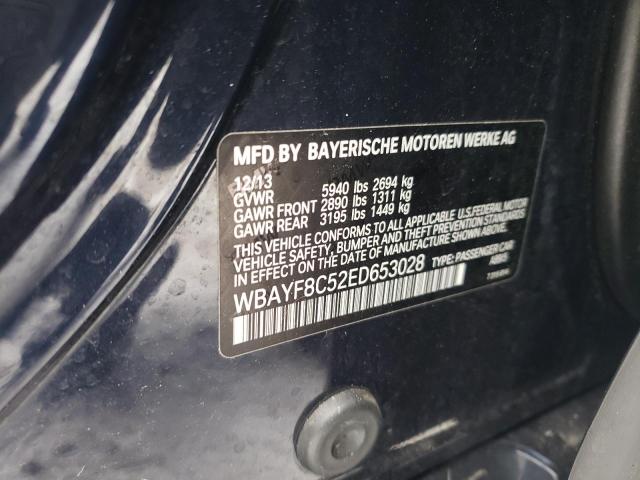 MFD BY BAYERISCHE MOTOREN WERKE AG
12/13
GVWR 5940 lbs 2694 kg
GAWR FRONT 2890 lbs 1311 kg
GAWR REAR 3195 lbs 1449 kg
THIS VEHICLE CONFORMS TO ALL APPLICABLE U.S.FEDERAL MOTOR
VEHICLE SAFETY, BUMPER AND THEFT PREVENTION STANDARDS
IN EFFECT ON THE DATE OF MANUFACTURE SHOWN ABOVE.
WBAYF8C52ED653028 TYPE: PASSENGER CAR